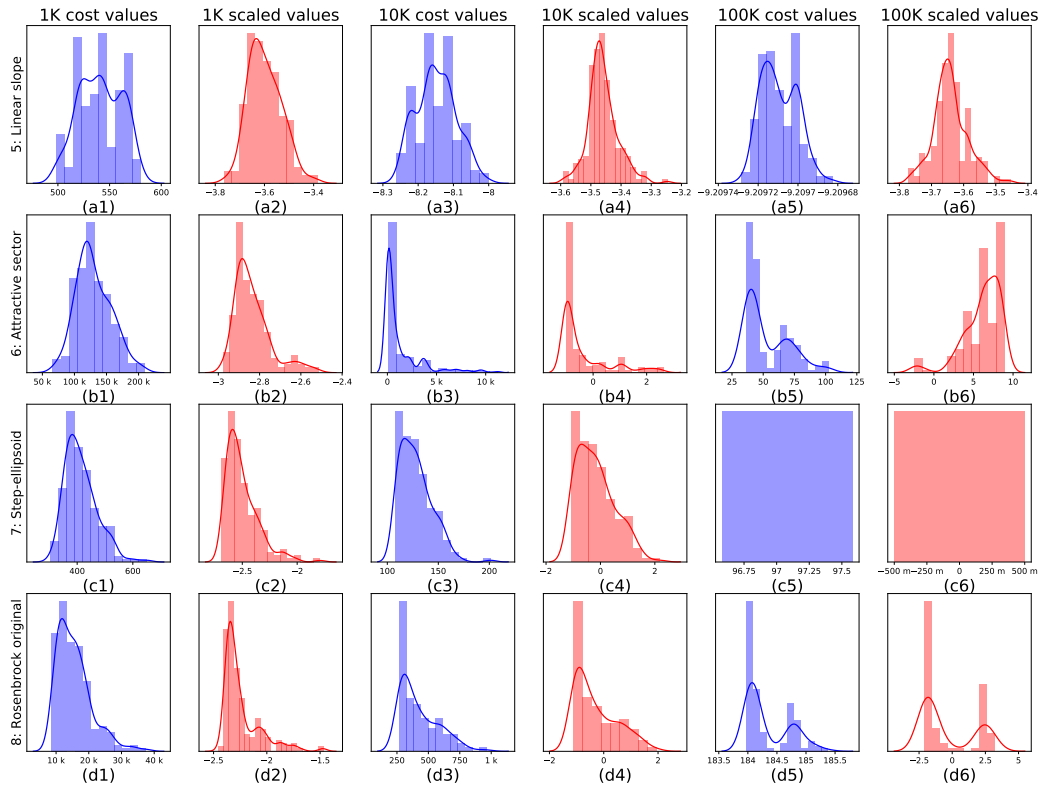 1K cost values 1K scaled values 10K cost values 10K scaled values 100K cost values 100K scaled values
5: Linear slope
500 550 600 −3.8 −3.6 −3.4 −8.3 −8.2 −8.1 −3.6 −3.5 −3.4 −3.3 −3.2 −9.20974 −9.20972 −9.2097 −9.20968 −3.8 −3.7 −3.6 −3.5 −3.4
(a1) (a2) (a3) (a4) (a5) (a6)
6: Attractive sector
50 k 100 k 150 k 200 k −3 −2.8 −2.6 −2.4 0 5 k 10 k 0 2 25 50 75 100 125 −5 0 5 10
(b1) (b2) (b3) (b4) (b5) (b6)
7: Step-ellipsoid
400 600 −2.5 −2 100 150 200 −2 0 2 96.75 97 97.25 97.5 −500 m −250 m 0 250 m 500 m
(c1) (c2) (c3) (c4) (c5) (c6)
8: Rosenbrock original
10 k 20 k 30 k 40 k −2.5 −2.0 −1.5 250 500 750 1 k −2 0 2 183.5 184 184.5 185 185.5 −2.5 0 2.5 5
(d1) (d2) (d3) (d4) (d5) (d6)